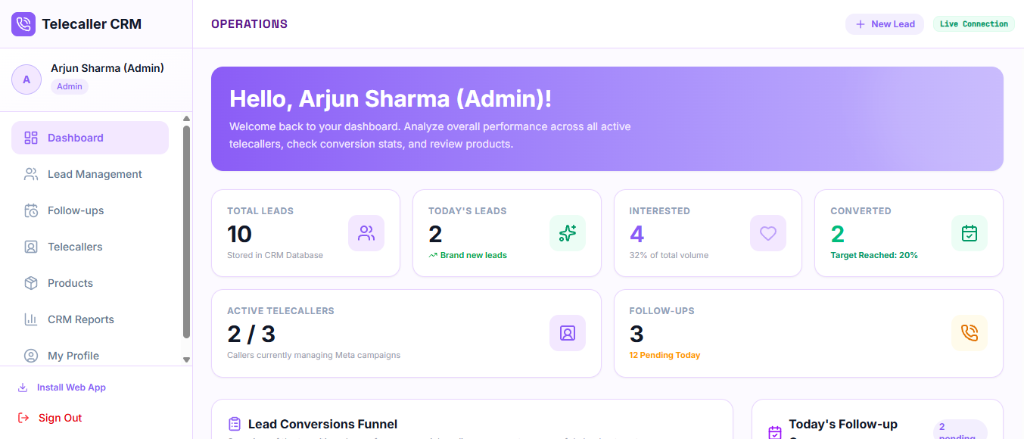 Telecaller CRM
OPERATIONS
New Lead
Live Connection
A
Arjun Sharma (Admin)
Admin
Dashboard
Lead Management
Follow-ups
Telecallers
Products
CRM Reports
My Profile
Install Web App
Sign Out
Hello, Arjun Sharma (Admin)!
Welcome back to your dashboard. Analyze overall performance across all active
telecallers, check conversion stats, and review products.
TOTAL LEADS
10
Stored in CRM Database
TODAY'S LEADS
2
Brand new leads
INTERESTED
4
32% of total volume
CONVERTED
2
Target Reached: 20%
ACTIVE TELECALLERS
2 / 3
Callers currently managing Meta campaigns
FOLLOW-UPS
3
12 Pending Today
Lead Conversions Funnel
Today's Follow-up
2
pending